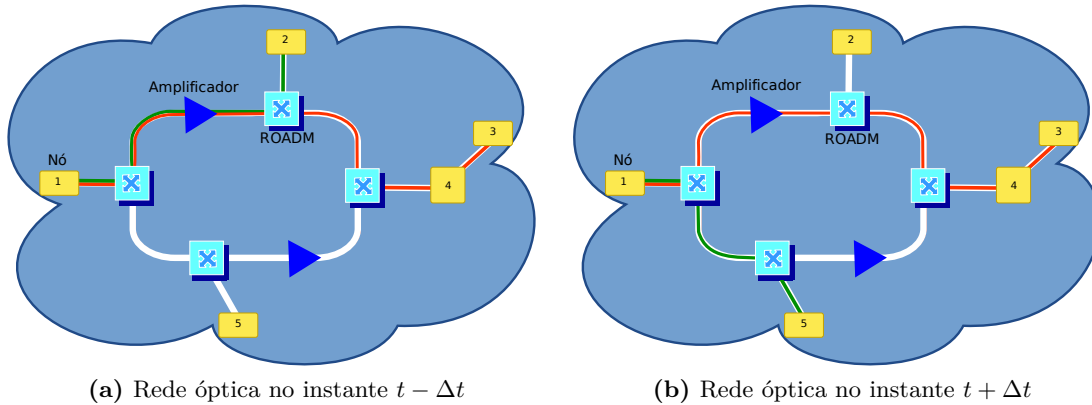 2
Amplificador
ROADM
Nó
1
3
4
5
(a) Rede óptica no instante t − Δt
2
Amplificador
ROADM
Nó
1
3
4
5
(b) Rede óptica no instante t + Δt